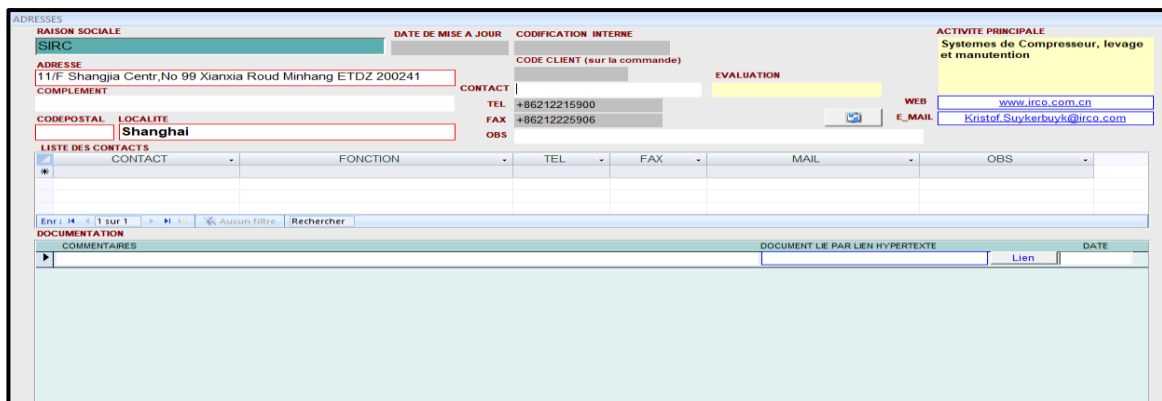 ADRESSES
RAISON SOCIALE
SIRC
DATE DE MISE A JOUR
CODIFICATION INTERNE
CODE CLIENT (sur la commande)
ACTIVITE PRINCIPALE
Systemes de Compresseur, levage
et manutention
ADRESSE
11/F Shangjia Centr,No 99 Xianxia Roud Minhang ETDZ 200241
COMPLEMENT
CONTACT
EVALUATION
TEL +86212215900
FAX +86212225906
OBS
WEB www.irco.com.cn
E_MAIL Kristof.Suykerbuyk@irco.com
CODEPOSTAL LOCALITE
Shanghai
LISTE DES CONTACTS
CONTACT FONCTION TEL FAX MAIL OBS
Enr : 1 sur 1 Aucun filtre Rechercher
DOCUMENTATION
COMMENTAIRES DOCUMENT LIE PAR LIEN HYPERTEXTE DATE
Lien